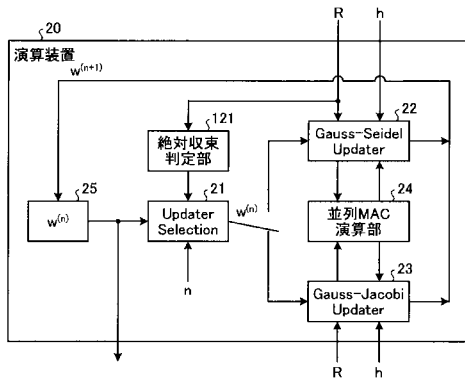 20
R
h
演算装置
w(n+1)
121
絶対収束
判定部
22
Gauss-Seidel
Updater
25
w(n)
21
Updater
Selection
w(n)
24
並列MAC
演算部
n
23
Gauss-Jacobi
Updater
R
h